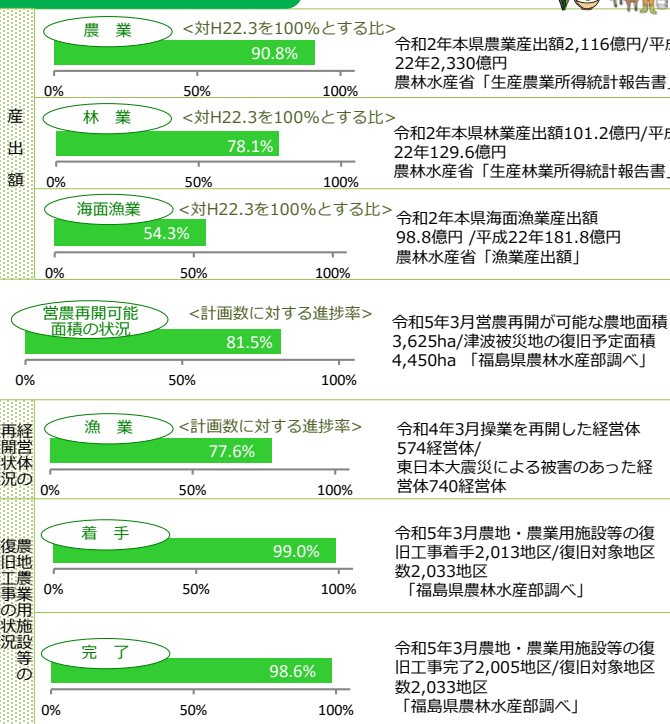 産出額
農　業
<対H22.3を100%とする比>
90.8%
0% 50% 100%
令和2年本県農業産出額2,116億円/平成
22年2,330億円
農林水産省「生産農業所得統計報告書」
林　業
<対H22.3を100%とする比>
78.1%
0% 50% 100%
令和2年本県林業産出額101.2億円/平成
22年129.6億円
農林水産省「生産林業所得統計報告書」
海面漁業
<対H22.3を100%とする比>
54.3%
0% 50% 100%
令和2年本県海面漁業産出額
98.8億円 /平成22年181.8億円
農林水産省「漁業産出額」
営農再開可能
面積の状況
<計画数に対する進捗率>
81.5%
0% 50% 100%
令和5年3月営農再開が可能な農地面積
3,625ha/津波被災地の復旧予定面積
4,450ha 「福島県農林水産部調べ」
経営体の
再開状況
漁　業
<計画数に対する進捗率>
77.6%
0% 50% 100%
令和4年3月操業を再開した経営体
574経営体/
東日本大震災による被害のあった経
営体740経営体
農地農業用施設等の
復旧工事の状況
着　手
99.0%
0% 50% 100%
令和5年3月農地・農業用施設等の復
旧工事着手2,013地区/復旧対象地区
数2,033地区
「福島県農林水産部調べ」
完　了
98.6%
0% 50% 100%
令和5年3月農地・農業用施設等の復
旧工事完了2,005地区/復旧対象地区
数2,033地区
「福島県農林水産部調べ」